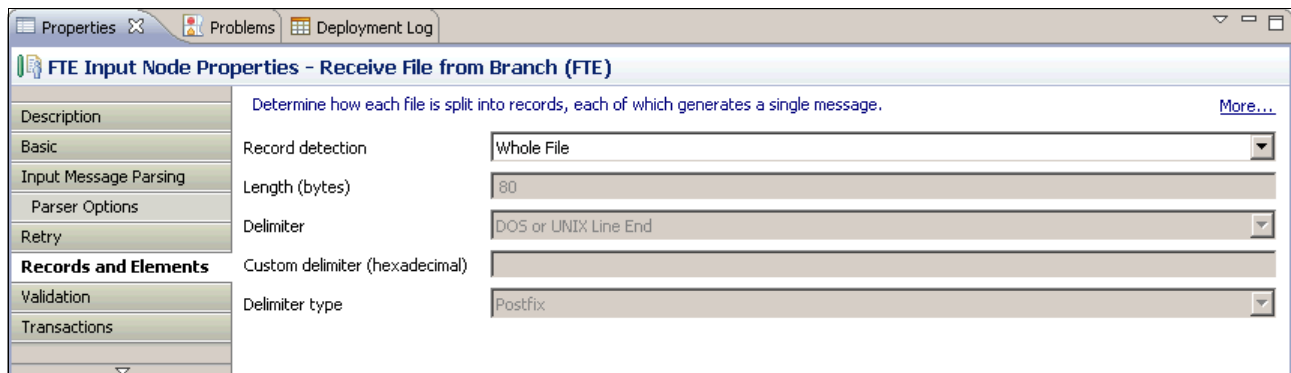 Properties Problems Deployment Log
FTE Input Node Properties - Receive File from Branch (FTE)
Description
Basic
Input Message Parsing
Parser Options
Retry
Records and Elements
Validation
Transactions
Determine how each file is split into records, each of which generates a single message. More...
Record detection Whole File
Length (bytes) 80
Delimiter DOS or UNIX Line End
Custom delimiter (hexadecimal)
Delimiter type Postfix